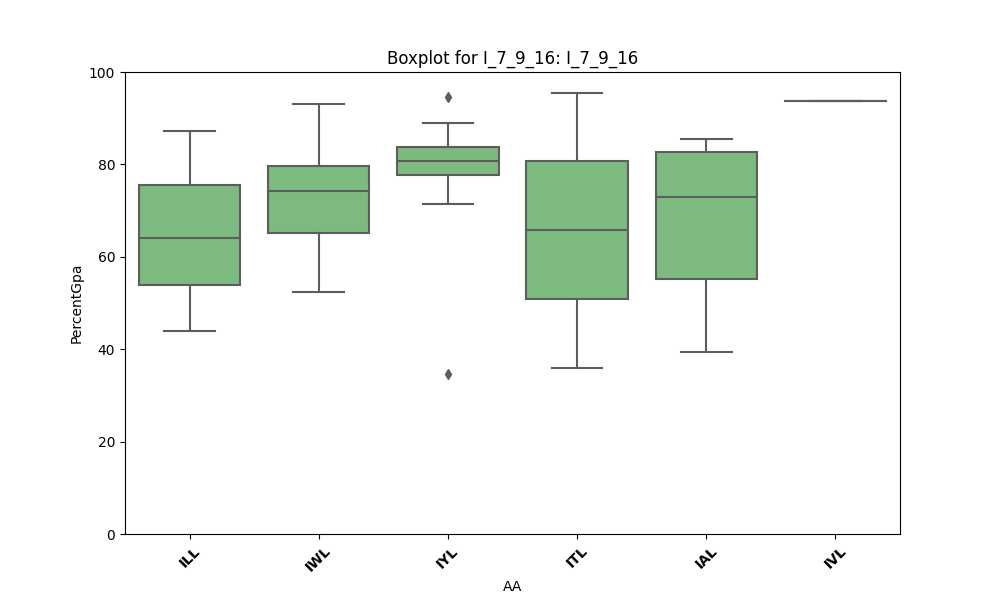 Boxplot for I_7_9_16: I_7_9_16
100
80
60
40
20
0
PercentGpa
ILL
IWL
IYL
ITL
IAL
IVL
AA